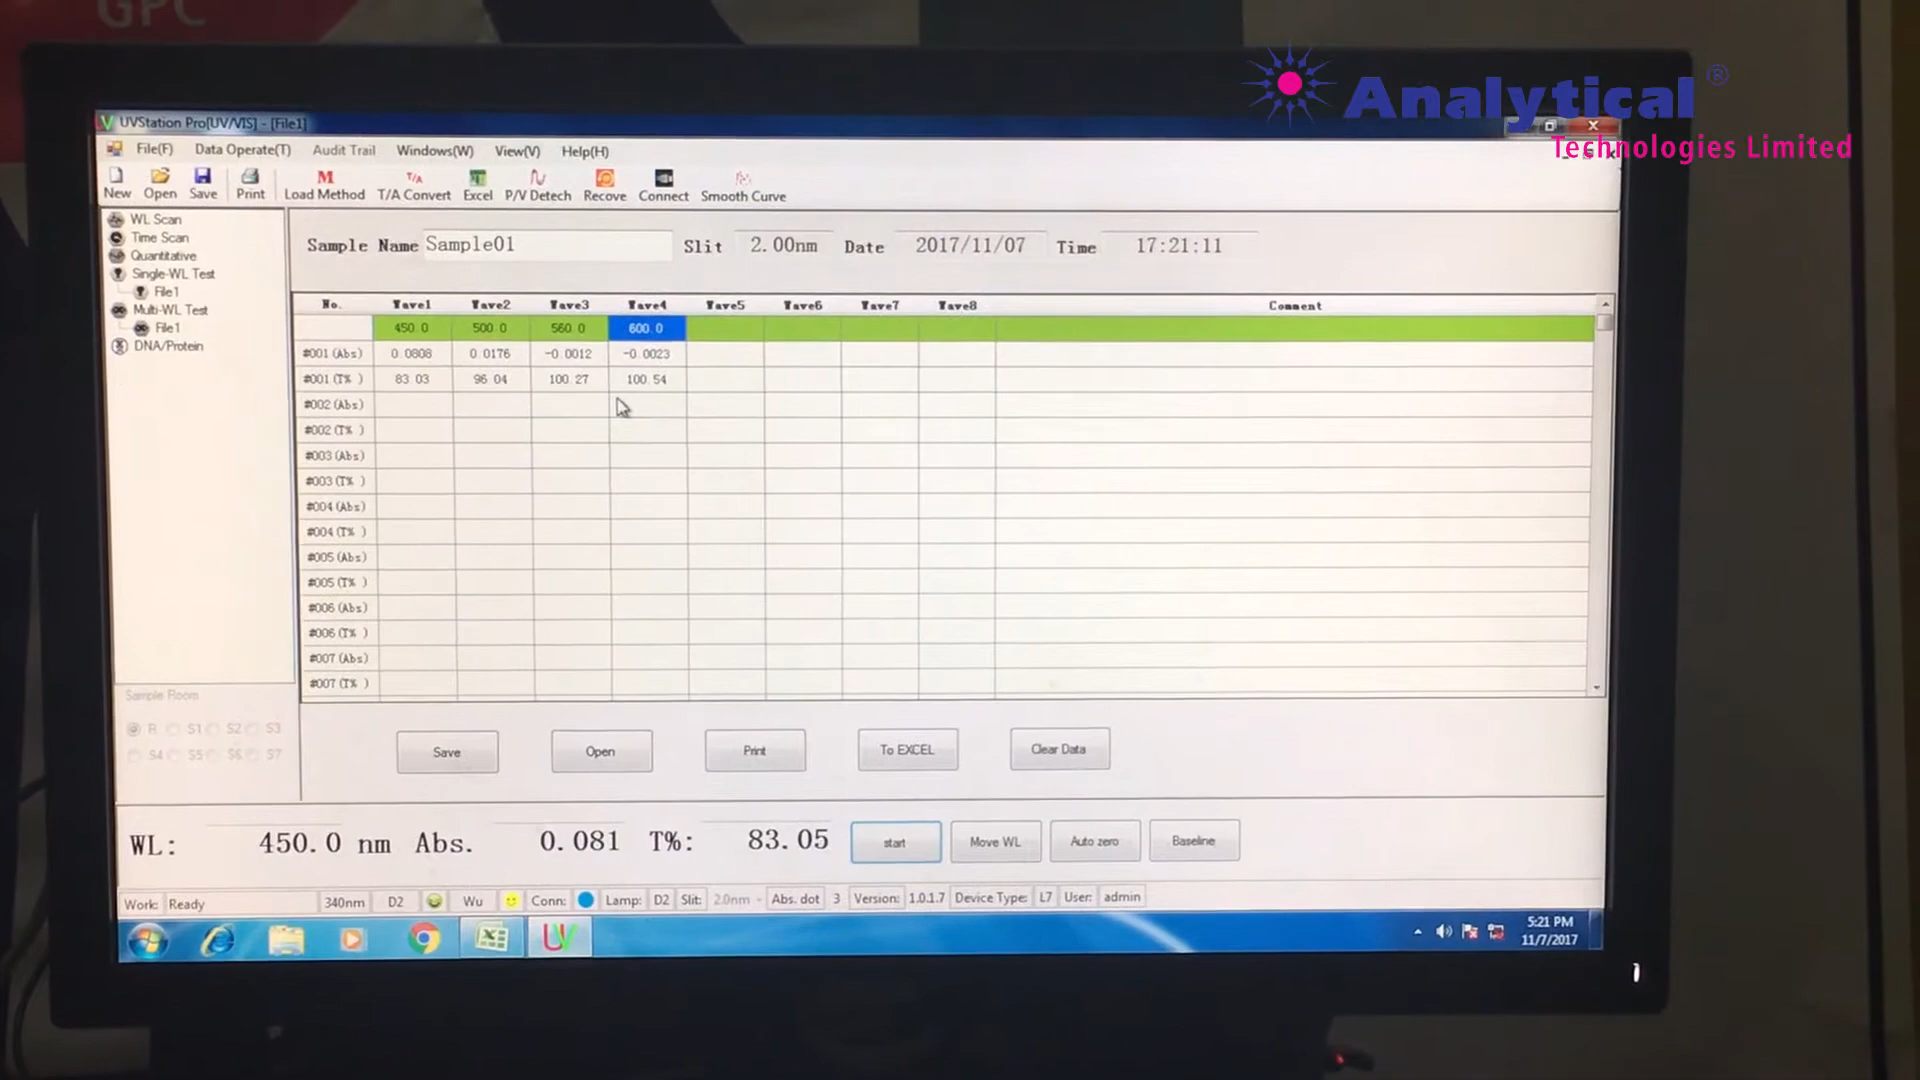 GPC
Analytical ®
Technologies Limited
UVStation Pro[UV/VIS] - [File1]
File(F) Data Operate(T) Audit Trail Windows(W) View(V) Help(H)
New Open Save Print Load Method T/A Convert Excel P/V Detech Recove Connect Smooth Curve
WL Scan
Time Scan
Quantitative
Single-WL Test
File1
Multi-WL Test
File1
DNA/Protein
Sample Name Sample01 Slit 2.00nm Date 2017/11/07 Time 17:21:11
No. Wave1 Wave2 Wave3 Wave4 Wave5 Wave6 Wave7 Wave8 Comment
450.0 500.0 560.0 600.0
#001(Abs) 0.0808 0.0176 -0.0012 -0.0023
#001(T% ) 83.03 96.04 100.27 100.54
#002(Abs)
#002(T% )
#003(Abs)
#003(T% )
#004(Abs)
#004(T% )
#005(Abs)
#005(T% )
#006(Abs)
#006(T% )
#007(Abs)
#007(T% )
Sample Room
R S1 S2 S3
S4 S5 S6 S7
Save Open Print To EXCEL Clear Data
WL: 450.0 nm Abs. 0.081 T%: 83.05 start Move WL Auto zero Baseline
Work: Ready 340nm D2 Wu Conn: Lamp: D2 Slit: 2.0nm Abs. dot 3 Version: 1.0.1.7 Device Type: L7 User: admin
5:21 PM
11/7/2017